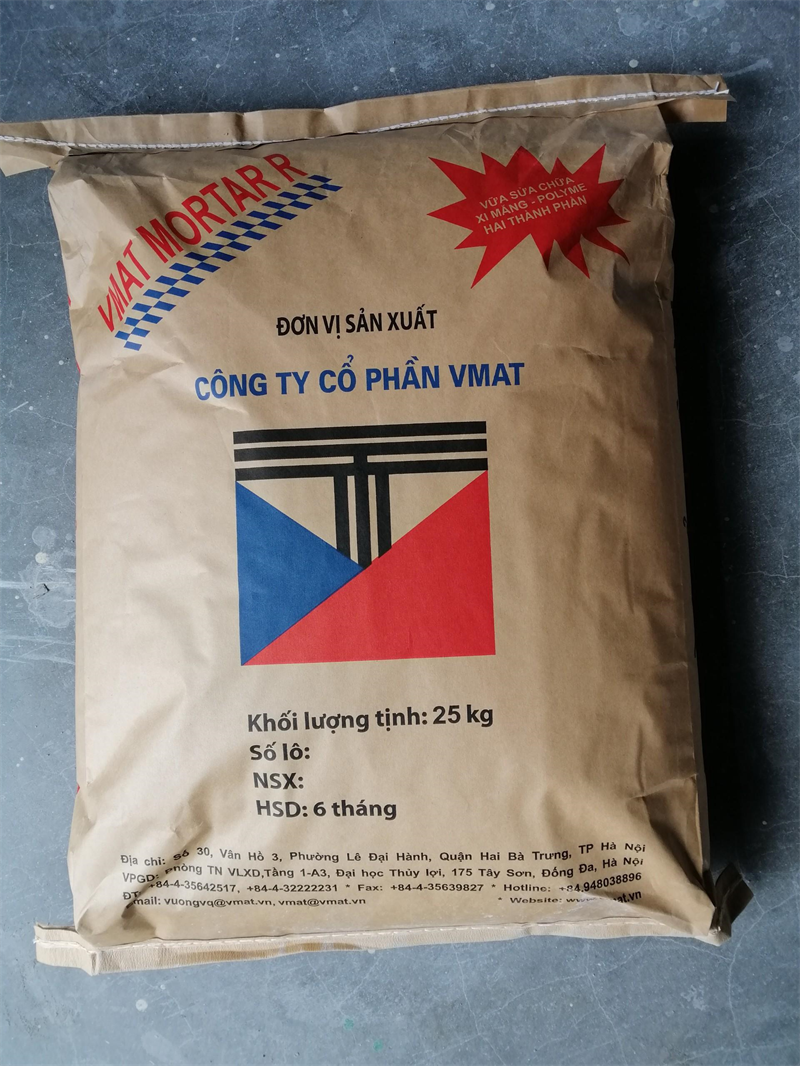 VMAT MORTAR R
VỮA SỬA CHỮA
XI MĂNG - POLYME
HAI THÀNH PHẦN
ĐƠN VỊ SẢN XUẤT
CÔNG TY CỔ PHẦN VMAT
Khối lượng tịnh: 25 kg
Số lô:
NSX:
HSD: 6 tháng
Địa chỉ: Số 30, Vân Hồ 3, Phường Lê Đại Hành, Quận Hai Bà Trưng, TP Hà Nội
VPGD: Phòng TN VLXD,Tầng 1-A3, Đại học Thủy lợi, 175 Tây Sơn, Đống Đa, Hà Nội
ĐT: +84-4-35642517, +84-4-32222231 * Fax: +84-4-35639827 * Hotline: +84.948038896
Email: vuongvq@vmat.vn, vmat@vmat.vn * Website: